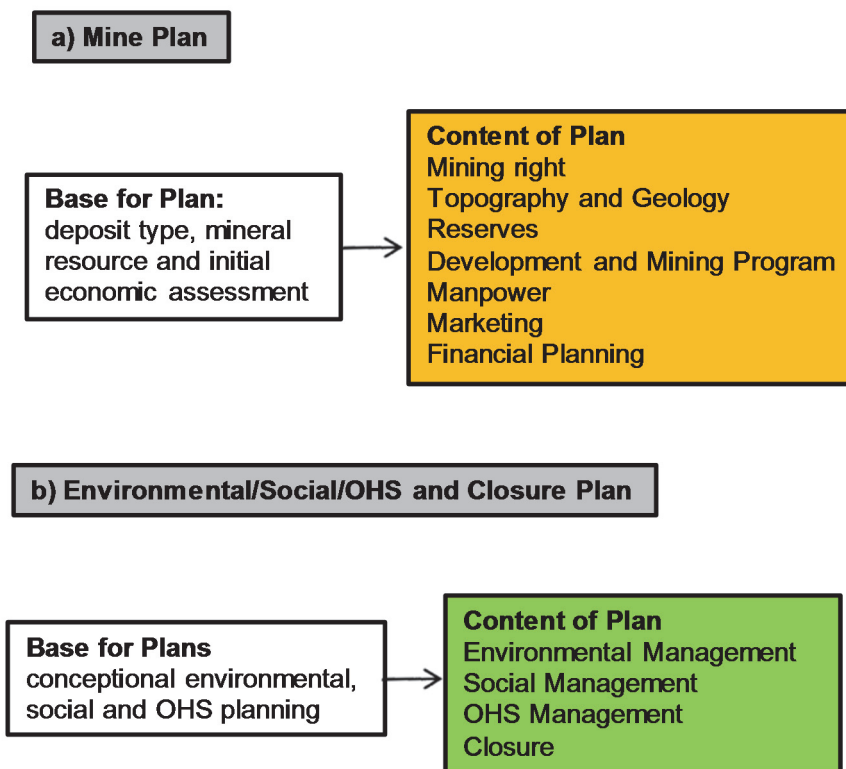 a) Mine Plan
Base for Plan:
deposit type, mineral
resource and initial
economic assessment
Content of Plan
Mining right
Topography and Geology
Reserves
Development and Mining Program
Manpower
Marketing
Financial Planning
b) Environmental/Social/OHS and Closure Plan
Base for Plans
conceptional environmental,
social and OHS planning
Content of Plan
Environmental Management
Social Management
OHS Management
Closure